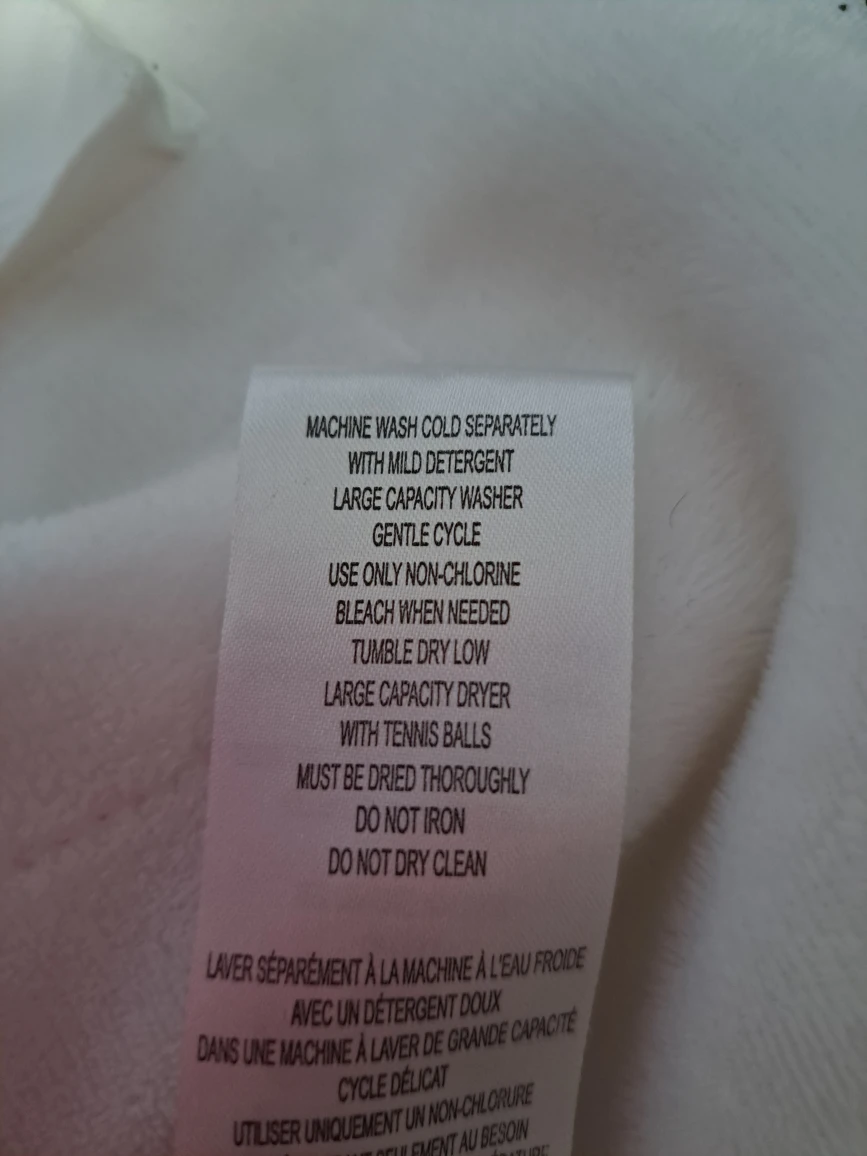 MACHINE WASH COLD SEPARATELY
WITH MILD DETERGENT
LARGE CAPACITY WASHER
GENTLE CYCLE
USE ONLY NON-CHLORINE
BLEACH WHEN NEEDED
TUMBLE DRY LOW
LARGE CAPACITY DRYER
WITH TENNIS BALLS
MUST BE DRIED THOROUGHLY
DO NOT IRON
DO NOT DRY CLEAN
LAVER SÉPARÉMENT À LA MACHINE À L'EAU FROIDE
AVEC UN DÉTERGENT DOUX
DANS UNE MACHINE À LAVER DE GRANDE CAPACITÉ
CYCLE DÉLICAT
UTILISER UNIQUEMENT UN NON-CHLORURE
SEULEMENT AU BESOIN